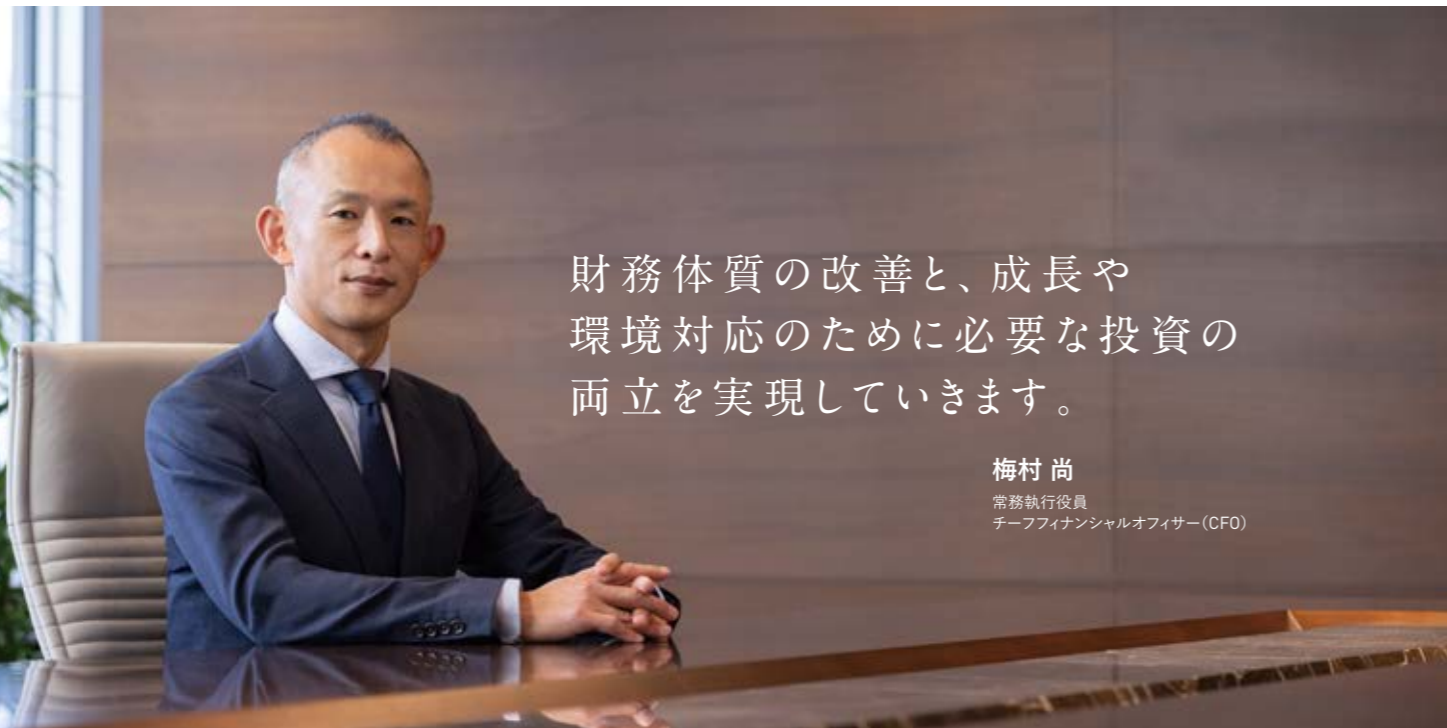 財務体質の改善と、成長や
環境対応のために必要な投資の
両立を実現していきます。
梅村 尚
常務執行役員
チーフフィナンシャルオフィサー（CFO）